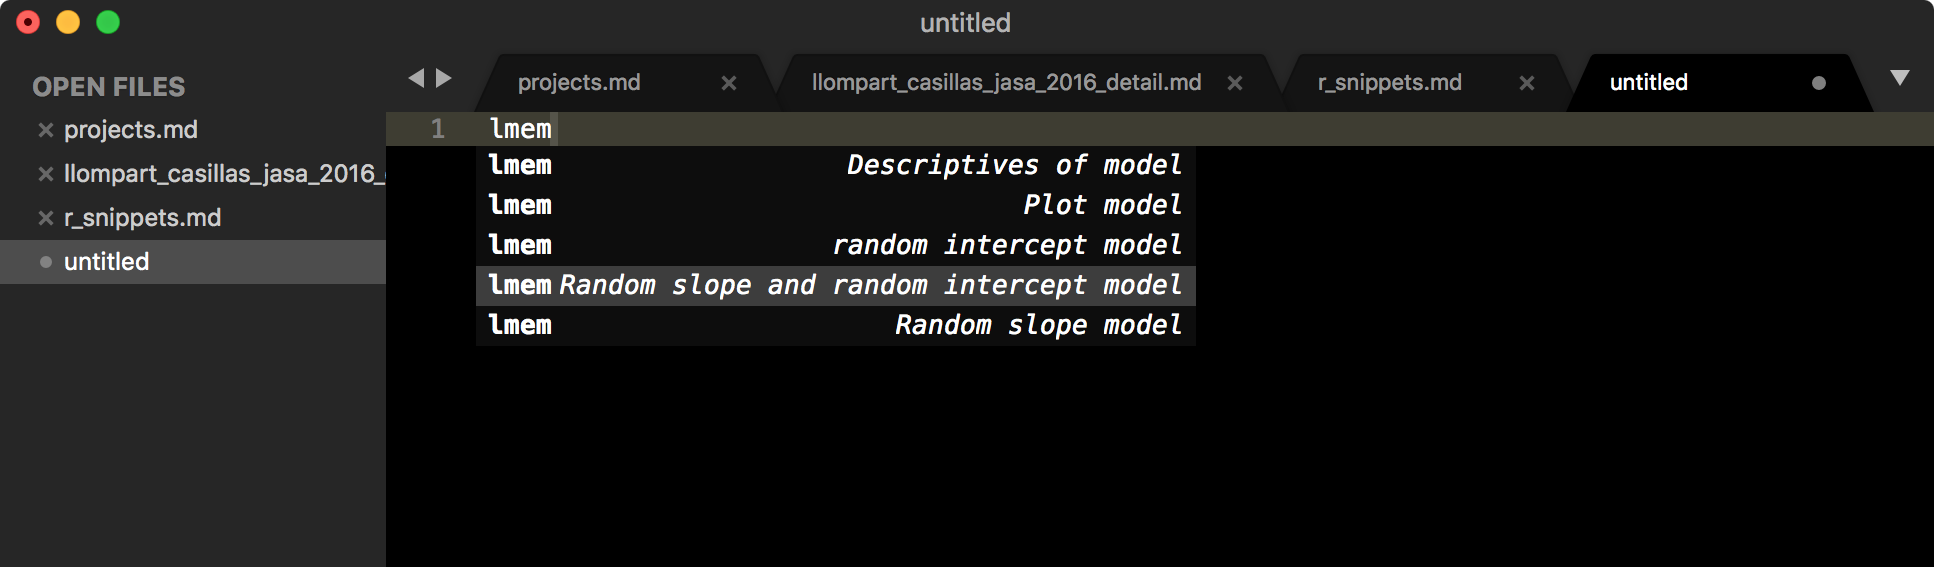 untitled
OPEN FILES
projects.md
llompart_casillas_jasa_2016_
r_snippets.md
untitled
projects.md
llompart_casillas_jasa_2016_detail.md
r_snippets.md
untitled
1 lmem
lmem Descriptives of model
lmem Plot model
lmem random intercept model
lmem Random slope and random intercept model
lmem Random slope model